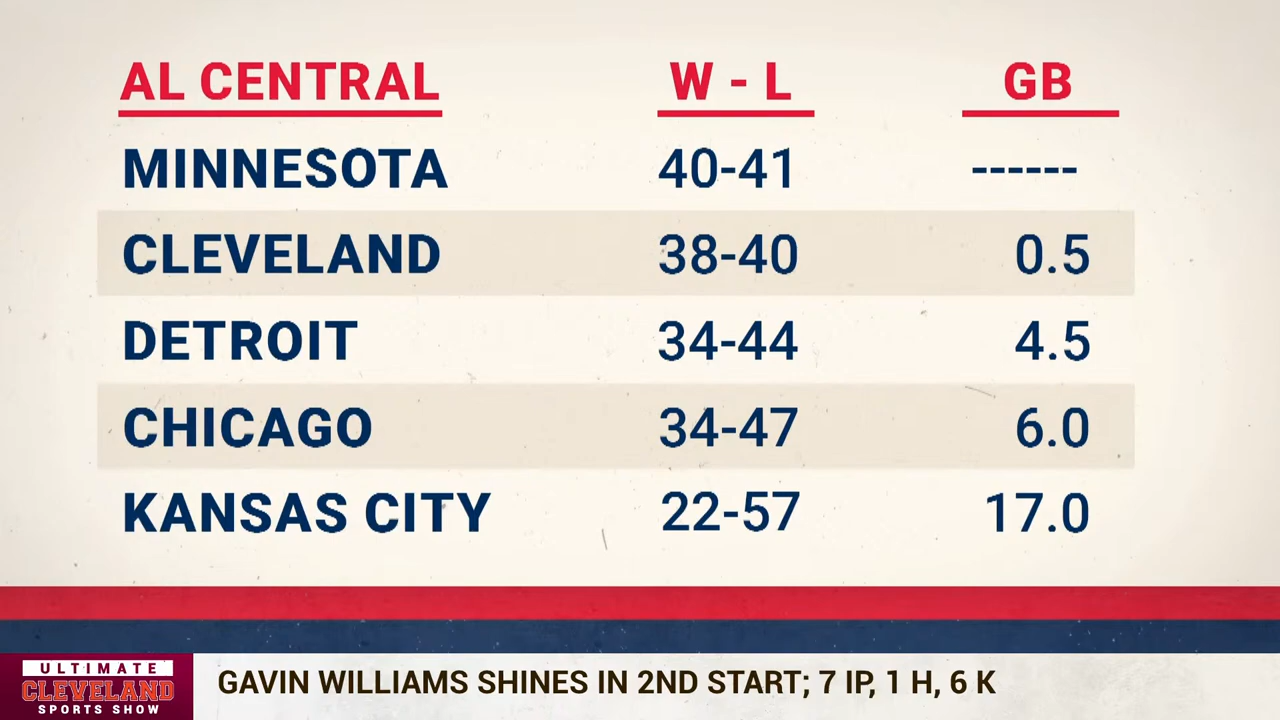 AL CENTRAL W - L GB
MINNESOTA 40-41 ------
CLEVELAND 38-40 0.5
DETROIT 34-44 4.5
CHICAGO 34-47 6.0
KANSAS CITY 22-57 17.0
ULTIMATE
CLEVELAND
SPORTS SHOW
GAVIN WILLIAMS SHINES IN 2ND START; 7 IP, 1 H, 6 K